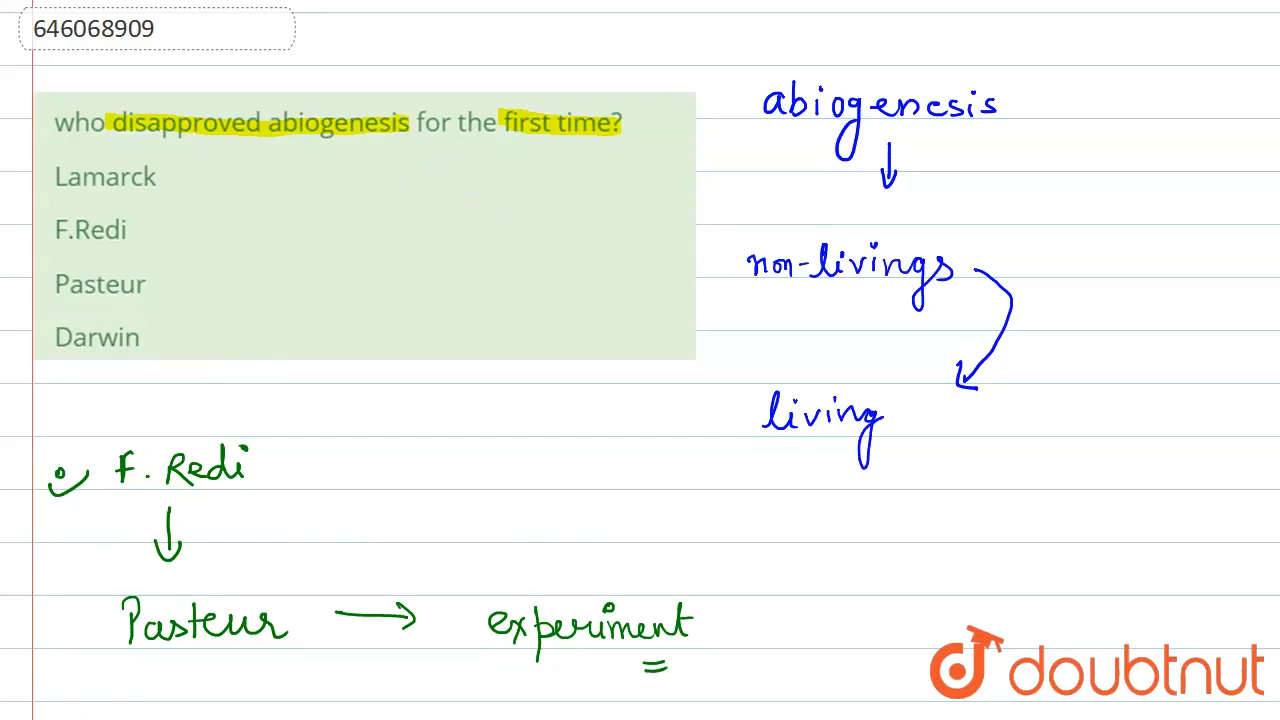 646068909
who disapproved abiogenesis for the first time?
Lamarck
F.Redi
Pasteur
Darwin
abiogenesis
non-livings
living
F. Redi
Pasteur → experiment
doubtnut